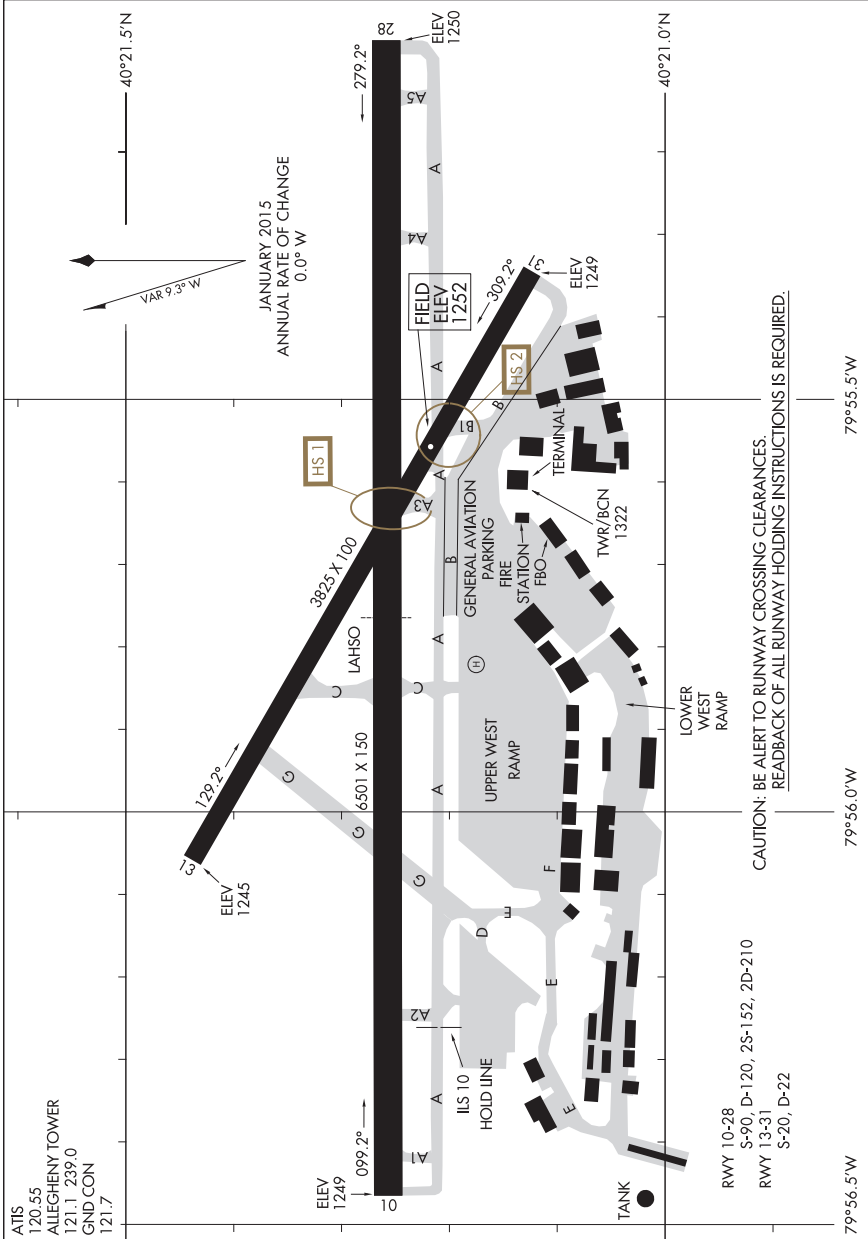 ATIS
120.55
ALLEGHENY TOWER
121.1 239.0
GND CON
121.7
JANUARY 2015
ANNUAL RATE OF CHANGE
0.0° W
VAR 9.3° W
40°21.5'N
40°21.0'N
79°55.5'W
79°56.0'W
79°56.5'W
28
279.2°
ELEV
1250
A5
A
A4
FIELD
ELEV
1252
309.2°
31
ELEV
1249
A
HS 2
B
B1
HS 1
A
A3
3825 X 100
B
GENERAL AVIATION
PARKING
FIRE
STATION
FBO
TERMINAL
TWR/BCN
1322
LAHSO
A
H
C
C
UPPER WEST
RAMP
LOWER
WEST
RAMP
129.2°
13
ELEV
1245
6501 X 150
A
G
G
G
F
E
D
E
A2
ILS 10
HOLD LINE
A
E
A1
099.2°
10
ELEV
1249
TANK
RWY 10-28
S-90, D-120, 2S-152, 2D-210
RWY 13-31
S-20, D-22
CAUTION: BE ALERT TO RUNWAY CROSSING CLEARANCES.
READBACK OF ALL RUNWAY HOLDING INSTRUCTIONS IS REQUIRED.